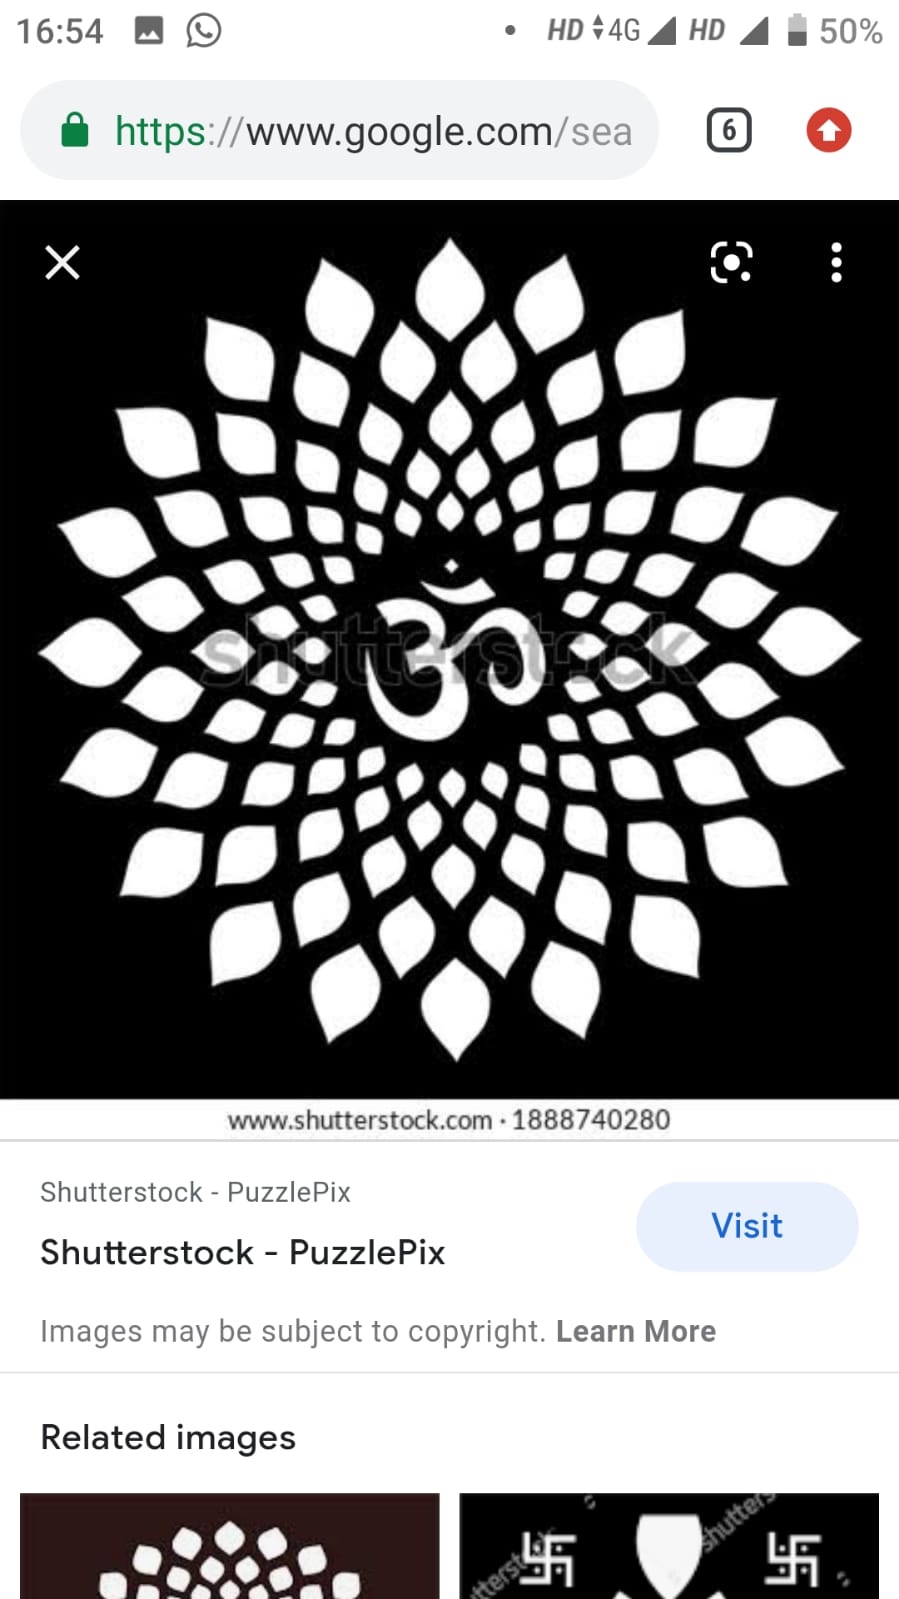 16:54 HD 4G HD 50%
https://www.google.com/sea 6
ॐ
shutterstock
www.shutterstock.com · 1888740280
Shutterstock - PuzzlePix
Visit
Shutterstock - PuzzlePix
Images may be subject to copyright. Learn More
Related images
shutters